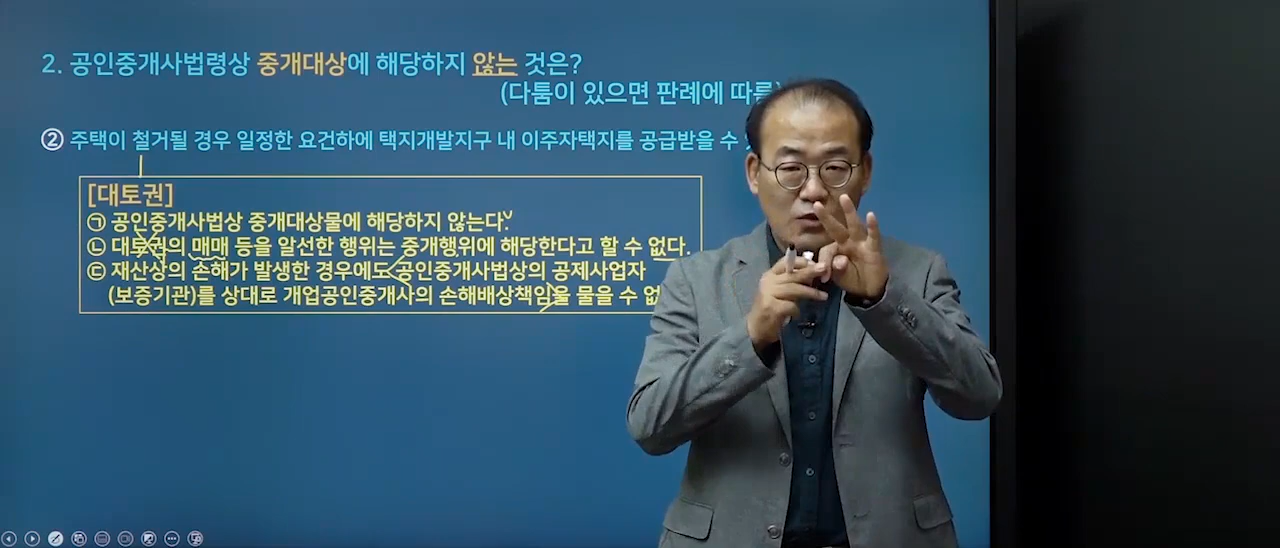 2. 공인중개사법령상 중개대상에 해당하지 않는 것은?
(다툼이 있으면 판례에 따름)
② 주택이 철거될 경우 일정한 요건하에 택지개발지구 내 이주자택지를 공급받을 수
[대토권]
㉠ 공인중개사법상 중개대상물에 해당하지 않는다.
㉡ 대토권의 매매 등을 알선한 행위는 중개행위에 해당한다고 할 수 없다.
㉢ 재산상의 손해가 발생한 경우에도 공인중개사법상의 공제사업자
(보증기관)를 상대로 개업공인중개사의 손해배상책임을 물을 수 없